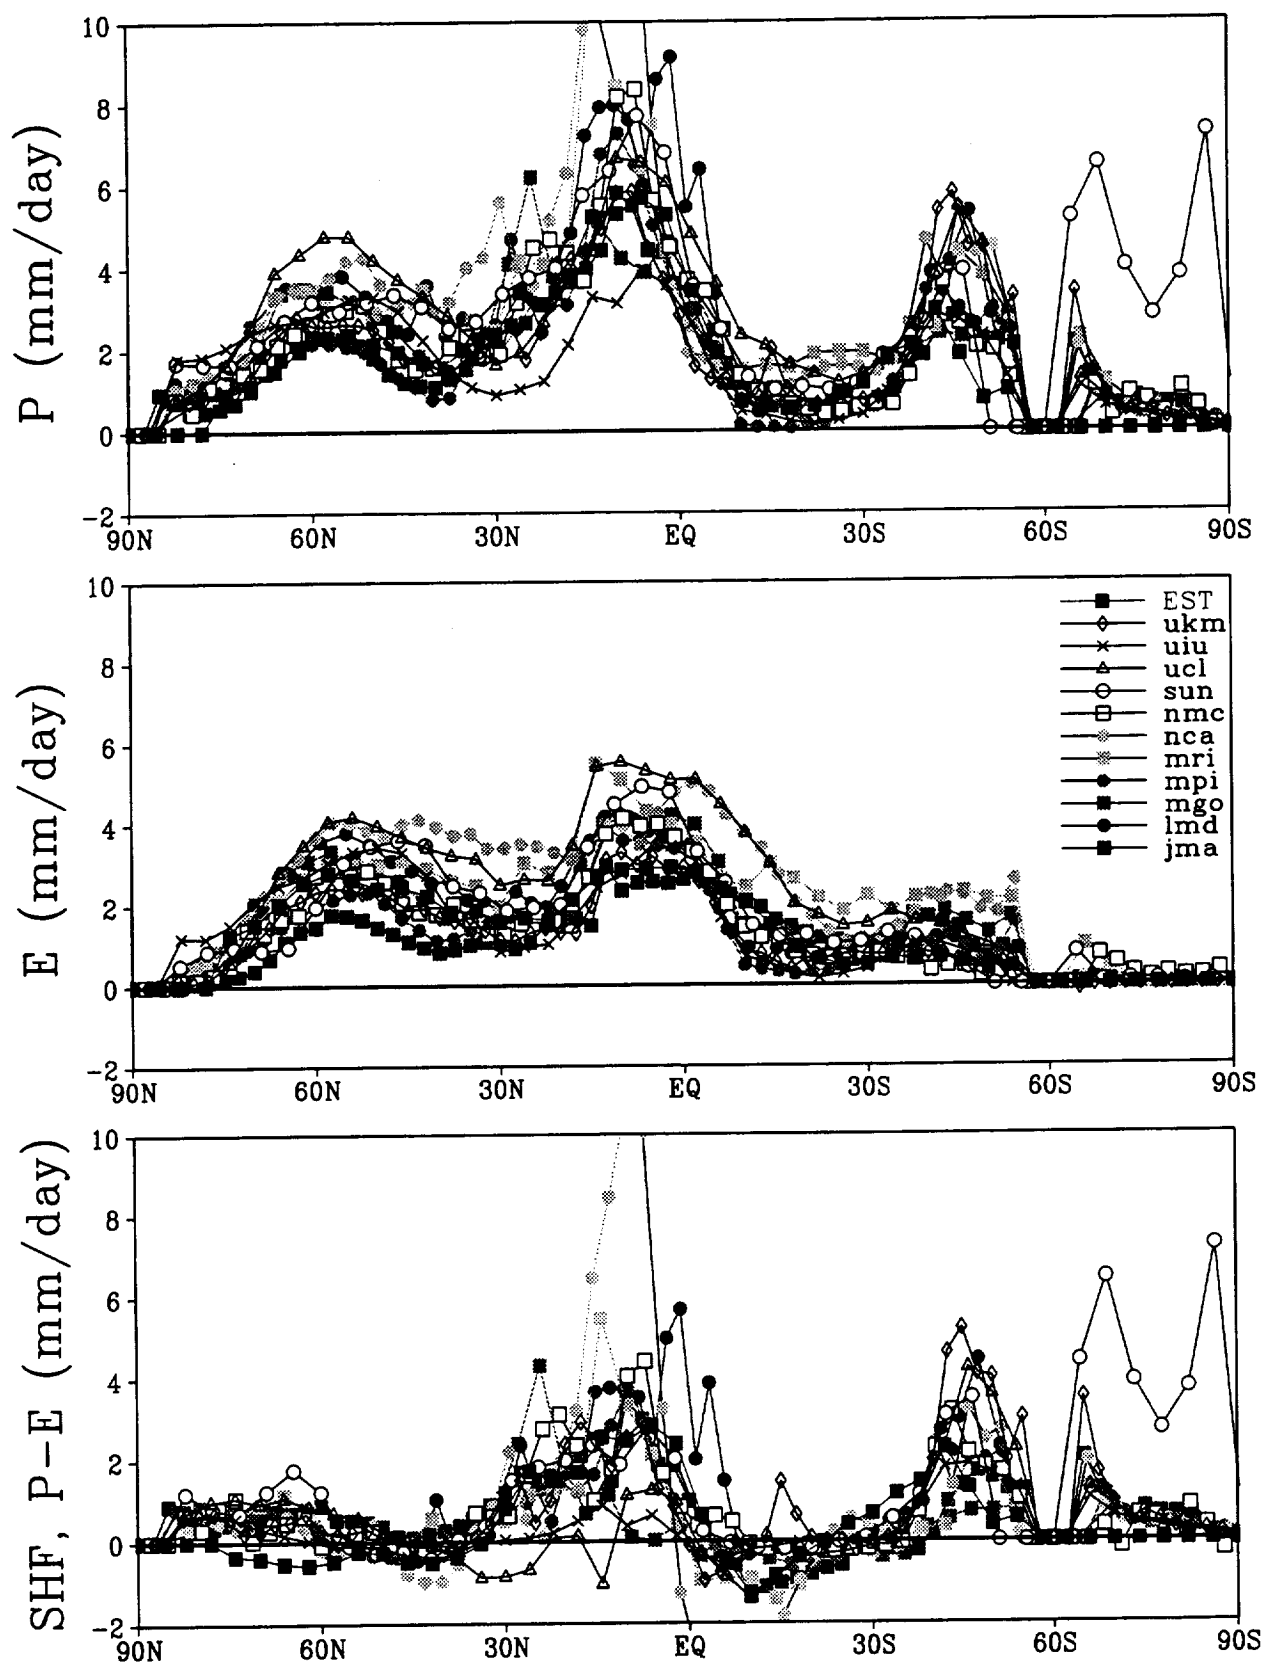 P (mm/day)
10
8
6
4
2
0
-2
90N 60N 30N EQ 30S 60S 90S
E (mm/day)
10
8
6
4
2
0
-2
EST
ukm
uiu
ucl
sun
nmc
nca
mri
mpi
mgo
lmd
jma
90N 60N 30N EQ 30S 60S 90S
SHF, P-E (mm/day)
10
8
6
4
2
0
-2
90N 60N 30N EQ 30S 60S 90S